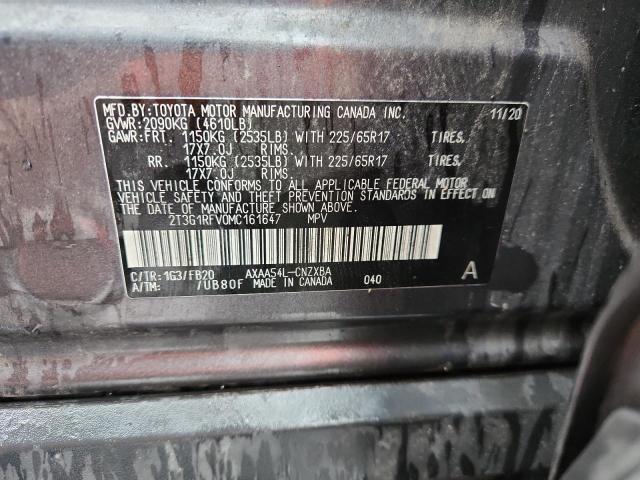 MFD.BY:TOYOTA MOTOR MANUFACTURING CANADA INC. 11/20
GVWR:2090KG (4610LB)
GAWR:FRT. 1150KG (2535LB) WITH 225/65R17 TIRES.
17X7.0J RIMS.
RR. 1150KG (2535LB) WITH 225/65R17 TIRES.
17X7.0J RIMS.
THIS VEHICLE CONFORMS TO ALL APPLICABLE FEDERAL MOTOR
VEHICLE SAFETY AND THEFT PREVENTION STANDARDS IN EFFECT ON
THE DATE OF MANUFACTURE SHOWN ABOVE.
2T3G1RFV0MC161647 MPV
C/TR:1G3/FB20 AXAA54L-CNZXBA A
A/TM: /UB80F MADE IN CANADA 040